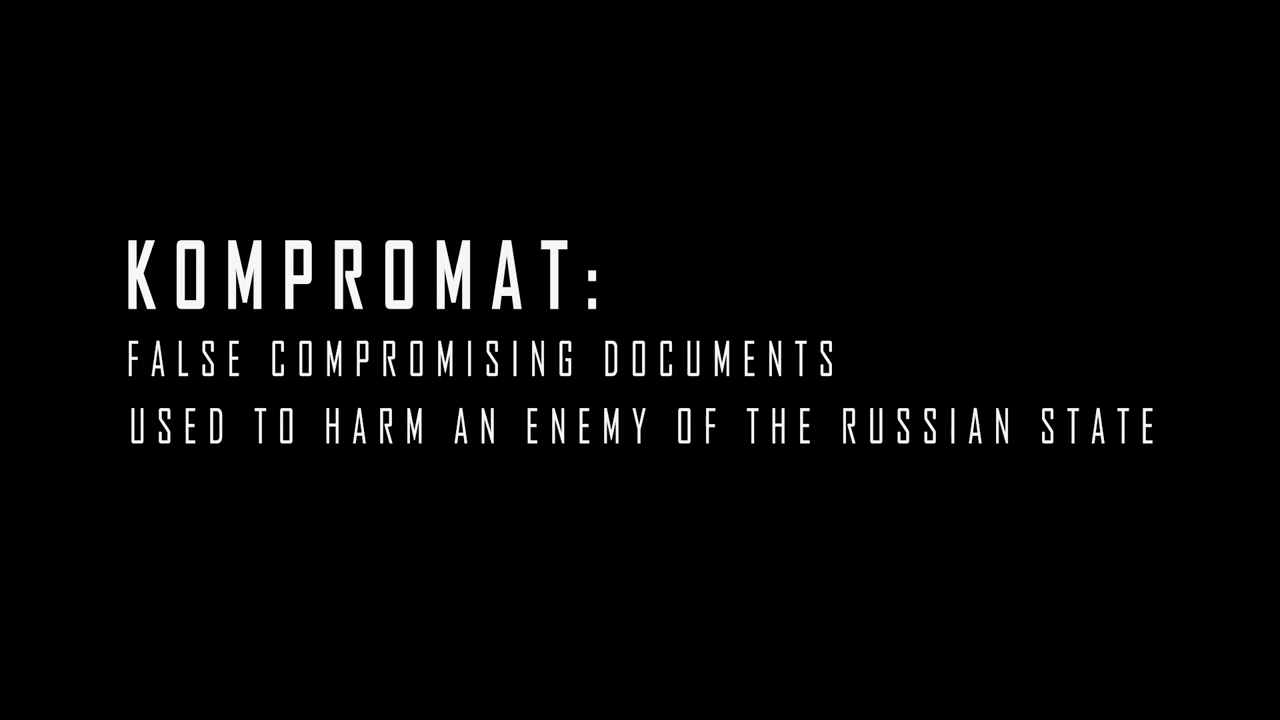 KOMPROMAT:
FALSE COMPROMISING DOCUMENTS
USED TO HARM AN ENEMY OF THE RUSSIAN STATE